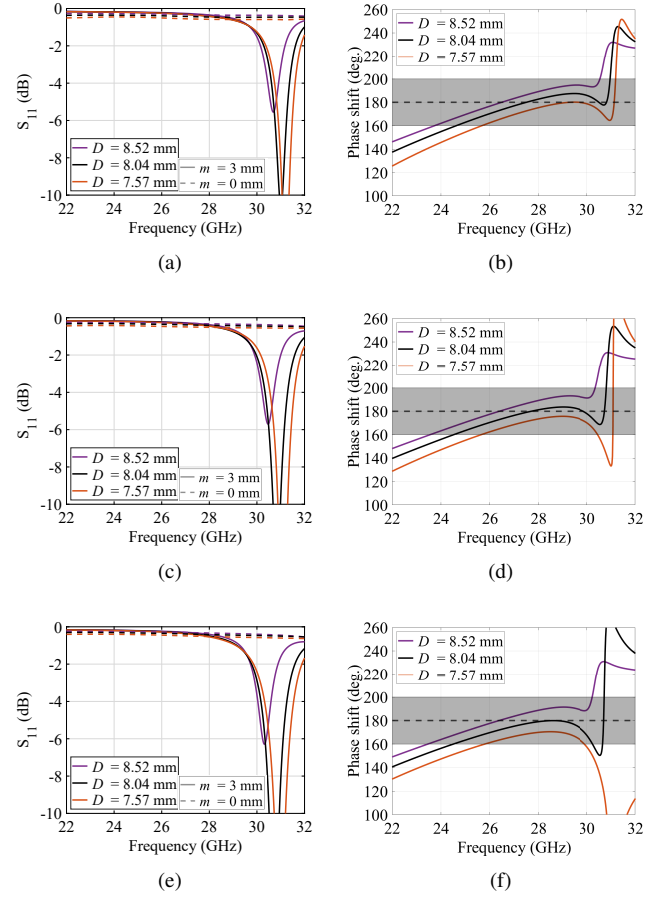 0
-2
-4
-6
-8
-10
S11 (dB)
D = 8.52 mm
D = 8.04 mm
D = 7.57 mm
m = 3 mm
m = 0 mm
22 24 26 28 30 32
Frequency (GHz)
(a)
260
240
220
200
180
160
140
120
100
Phase shift (deg.)
D = 8.52 mm
D = 8.04 mm
D = 7.57 mm
22 24 26 28 30 32
Frequency (GHz)
(b)
0
-2
-4
-6
-8
-10
S11 (dB)
D = 8.52 mm
D = 8.04 mm
D = 7.57 mm
m = 3 mm
m = 0 mm
22 24 26 28 30 32
Frequency (GHz)
(c)
260
240
220
200
180
160
140
120
100
Phase shift (deg.)
D = 8.52 mm
D = 8.04 mm
D = 7.57 mm
22 24 26 28 30 32
Frequency (GHz)
(d)
0
-2
-4
-6
-8
-10
S11 (dB)
D = 8.52 mm
D = 8.04 mm
D = 7.57 mm
m = 3 mm
m = 0 mm
22 24 26 28 30 32
Frequency (GHz)
(e)
260
240
220
200
180
160
140
120
100
Phase shift (deg.)
D = 8.52 mm
D = 8.04 mm
D = 7.57 mm
22 24 26 28 30 32
Frequency (GHz)
(f)